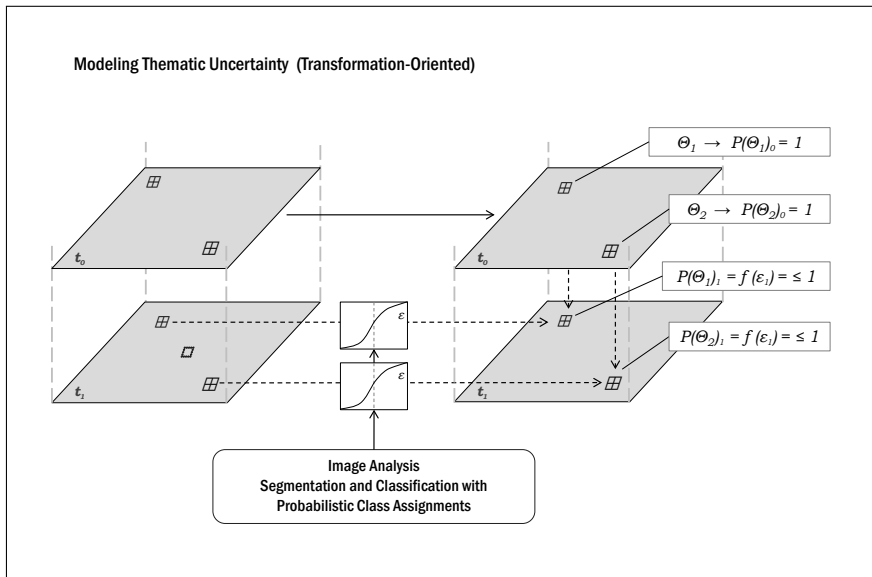 Modeling Thematic Uncertainty (Transformation-Oriented)
Θ₁ → P(Θ₁)₀ = 1
Θ₂ → P(Θ₂)₀ = 1
t₀
t₀
P(Θ₁)₁ = f (ε₁) = ≤ 1
ε
P(Θ₂)₁ = f (ε₁) = ≤ 1
ε
t₁
t₁
Image Analysis
Segmentation and Classification with
Probabilistic Class Assignments